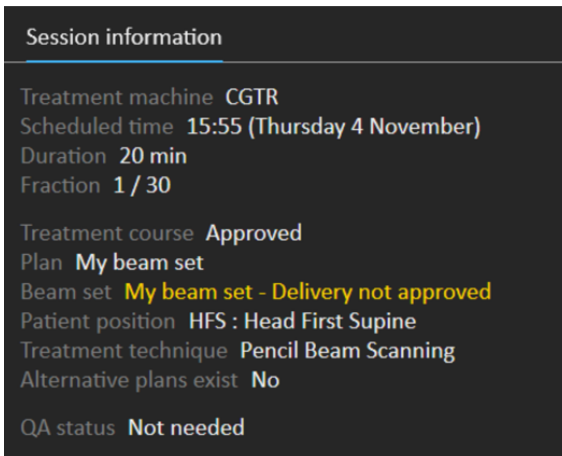 Session information
Treatment machine CGTR
Scheduled time 15:55 (Thursday 4 November)
Duration 20 min
Fraction 1 / 30
Treatment course Approved
Plan My beam set
Beam set My beam set - Delivery not approved
Patient position HFS : Head First Supine
Treatment technique Pencil Beam Scanning
Alternative plans exist No
QA status Not needed